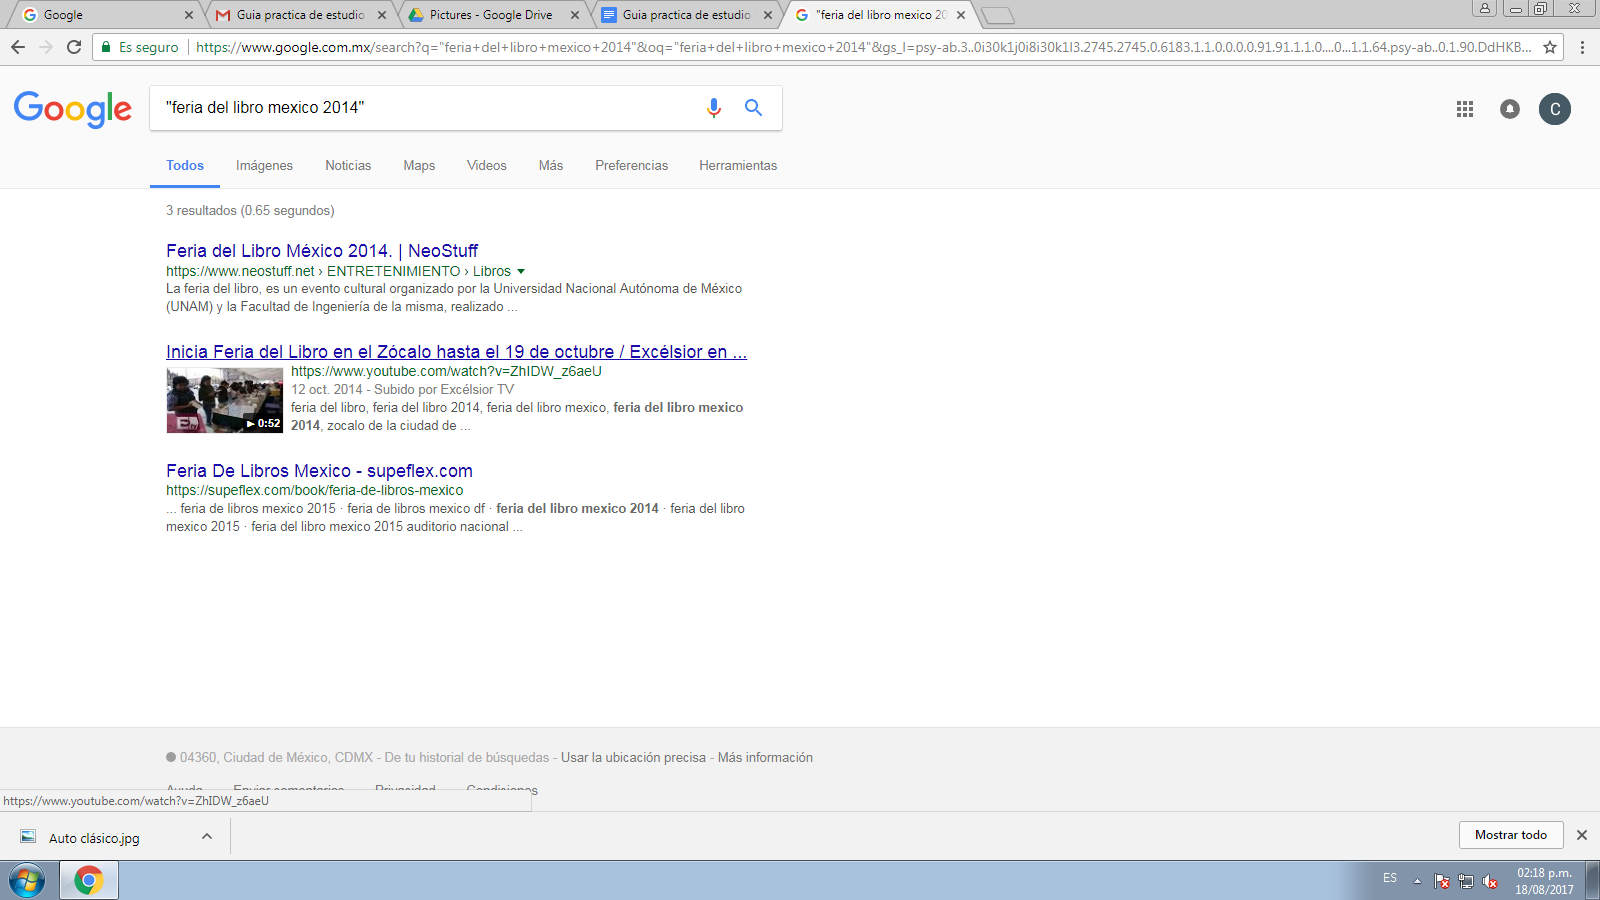 Google
Guia practica de estudio
Pictures - Google Drive
Guia practica de estudio
"feria del libro mexico 20
Es seguro
https://www.google.com.mx/search?q="feria+del+libro+mexico+2014"&oq="feria+del+libro+mexico+2014"&gs_l=psy-ab.3..0i30k1j0i8i30k1l3.2745.2745.0.6183.1.1.0.0.0.0.91.91.1.1.0....0...1.1.64.psy-ab..0.1.90.DdHKB...
Google
"feria del libro mexico 2014"
C
Todos
Imágenes
Noticias
Maps
Videos
Más
Preferencias
Herramientas
3 resultados (0.65 segundos)
Feria del Libro México 2014. | NeoStuff
https://www.neostuff.net › ENTRETENIMIENTO › Libros
La feria del libro, es un evento cultural organizado por la Universidad Nacional Autónoma de México
(UNAM) y la Facultad de Ingeniería de la misma, realizado ...
Inicia Feria del Libro en el Zócalo hasta el 19 de octubre / Excélsior en ...
https://www.youtube.com/watch?v=ZhIDW_z6aeU
12 oct. 2014 - Subido por Excélsior TV
feria del libro, feria del libro 2014, feria del libro mexico, feria del libro mexico
2014, zocalo de la ciudad de ...
0:52
Feria De Libros Mexico - supeflex.com
https://supeflex.com/book/feria-de-libros-mexico
... feria de libros mexico 2015 · feria de libros mexico df · feria del libro mexico 2014 · feria del libro
mexico 2015 · feria del libro mexico 2015 auditorio nacional ...
04360, Ciudad de México, CDMX - De tu historial de búsquedas - Usar la ubicación precisa - Más información
Ayuda
Enviar comentarios
Privacidad
Condiciones
https://www.youtube.com/watch?v=ZhIDW_z6aeU
Auto clásico.jpg
Mostrar todo
ES
02:18 p.m.
18/08/2017